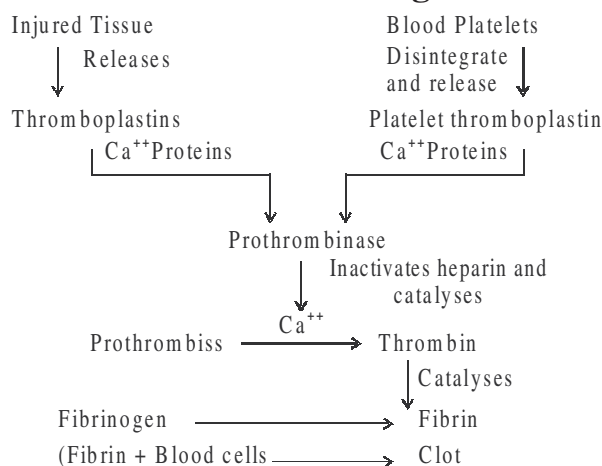 Injured Tissue
Blood Platelets
Releases
Disintegrate
and release
Thromboplastins
Platelet thromboplastin
Ca++Proteins
Ca++Proteins
Prothrombinase
Inactivates heparin and
catalyses
Ca++
Prothrombiss
Thrombin
Catalyses
Fibrinogen
Fibrin
(Fibrin + Blood cells
Clot